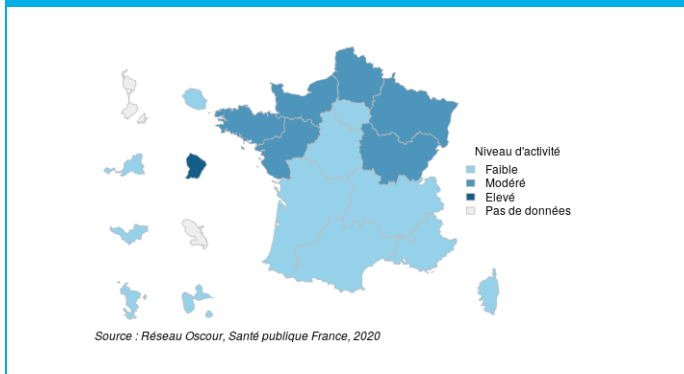 Niveau d'activité
Faible
Modéré
Elevé
Pas de données
Source : Réseau Oscour, Santé publique France, 2020